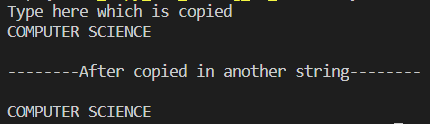 Type here which is copied
COMPUTER SCIENCE
--------After copied in another string--------
COMPUTER SCIENCE